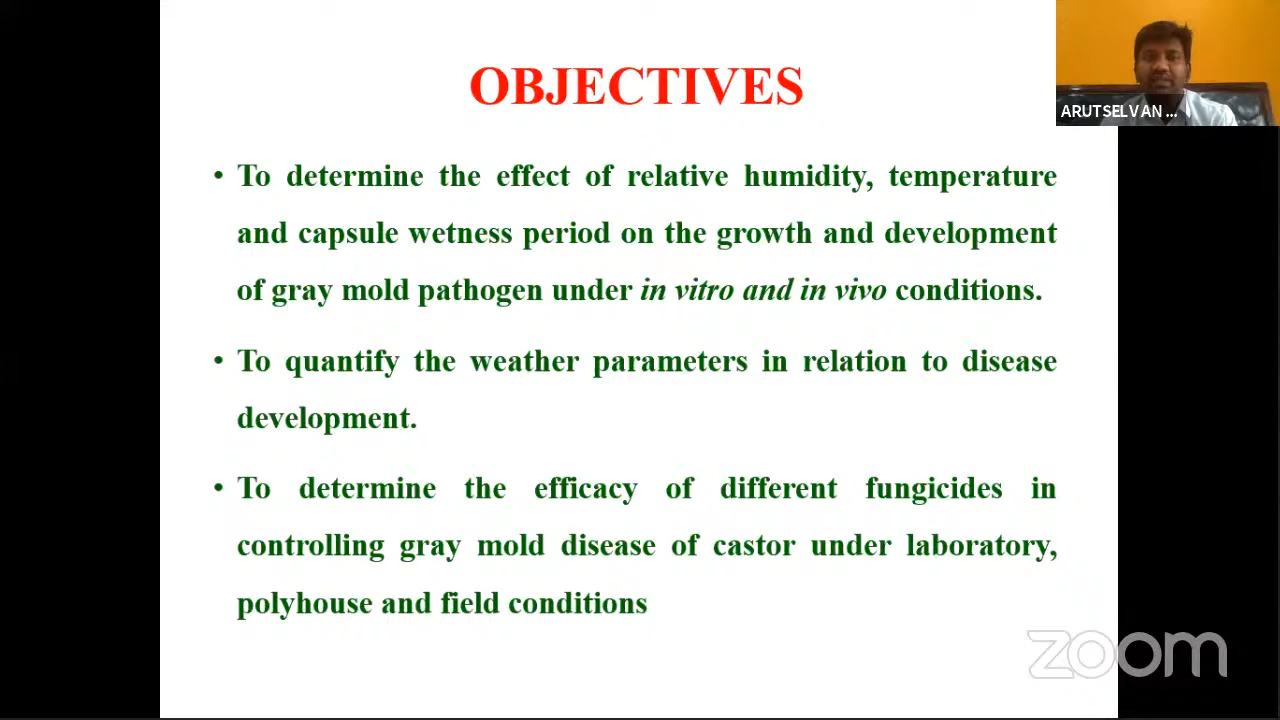 OBJECTIVES
ARUTSELVAN ...
• To determine the effect of relative humidity, temperature
and capsule wetness period on the growth and development
of gray mold pathogen under in vitro and in vivo conditions.
• To quantify the weather parameters in relation to disease
development.
• To determine the efficacy of different fungicides in
controlling gray mold disease of castor under laboratory,
polyhouse and field conditions
zoom